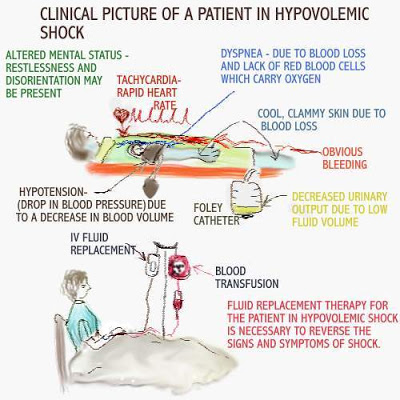 CLINICAL PICTURE OF A PATIENT IN HYPOVOLEMIC
SHOCK
ALTERED MENTAL STATUS -
RESTLESSNESS AND
DISORIENTATION MAY
BE PRESENT
TACHYCARDIA-
RAPID HEART
RATE
DYSPNEA - DUE TO BLOOD LOSS
AND LACK OF RED BLOOD CELLS
WHICH CARRY OXYGEN
COOL, CLAMMY SKIN DUE TO
BLOOD LOSS
OBVIOUS
BLEEDING
HYPOTENSION-
(DROP IN BLOOD PRESSURE) DUE
TO A DECREASE IN BLOOD VOLUME
FOLEY
CATHETER
DECREASED URINARY
OUTPUT DUE TO LOW
FLUID VOLUME
IV FLUID
REPLACEMENT
BLOOD
TRANSFUSION
FLUID REPLACEMENT THERAPY FOR
THE PATIENT IN HYPOVOLEMIC SHOCK
IS NECESSARY TO REVERSE THE
SIGNS AND SYMPTOMS OF SHOCK.